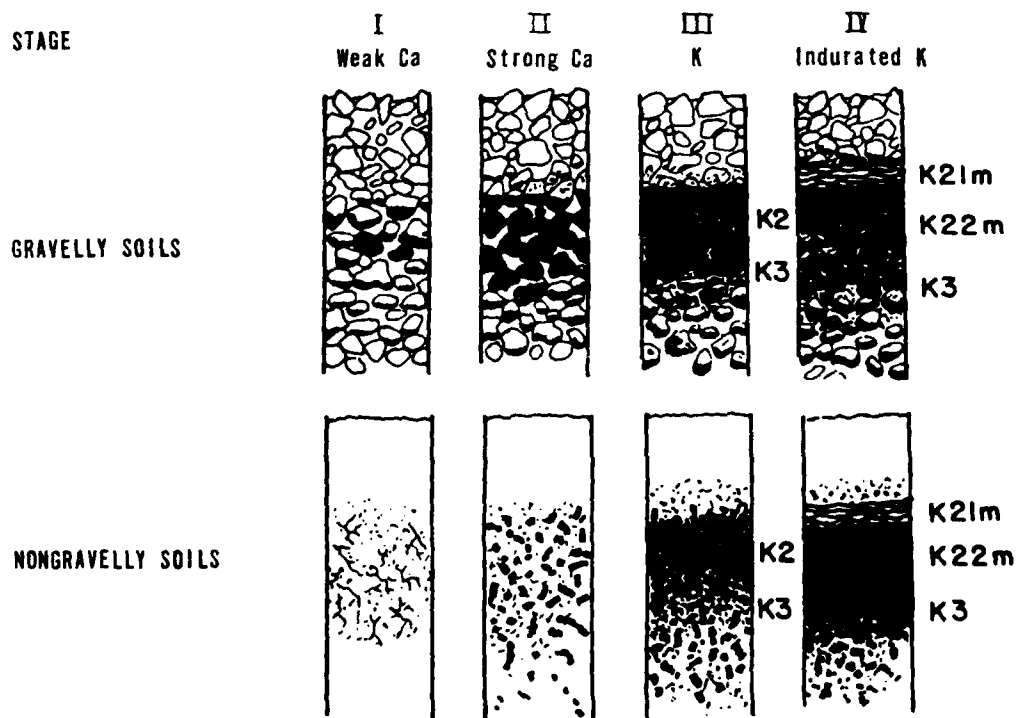 STAGE
I II III IV
Weak Ca Strong Ca K Indurated K
GRAVELLY SOILS
K2
K3
K21m
K22m
K3
NONGRAVELLY SOILS
K2
K3
K21m
K22m
K3